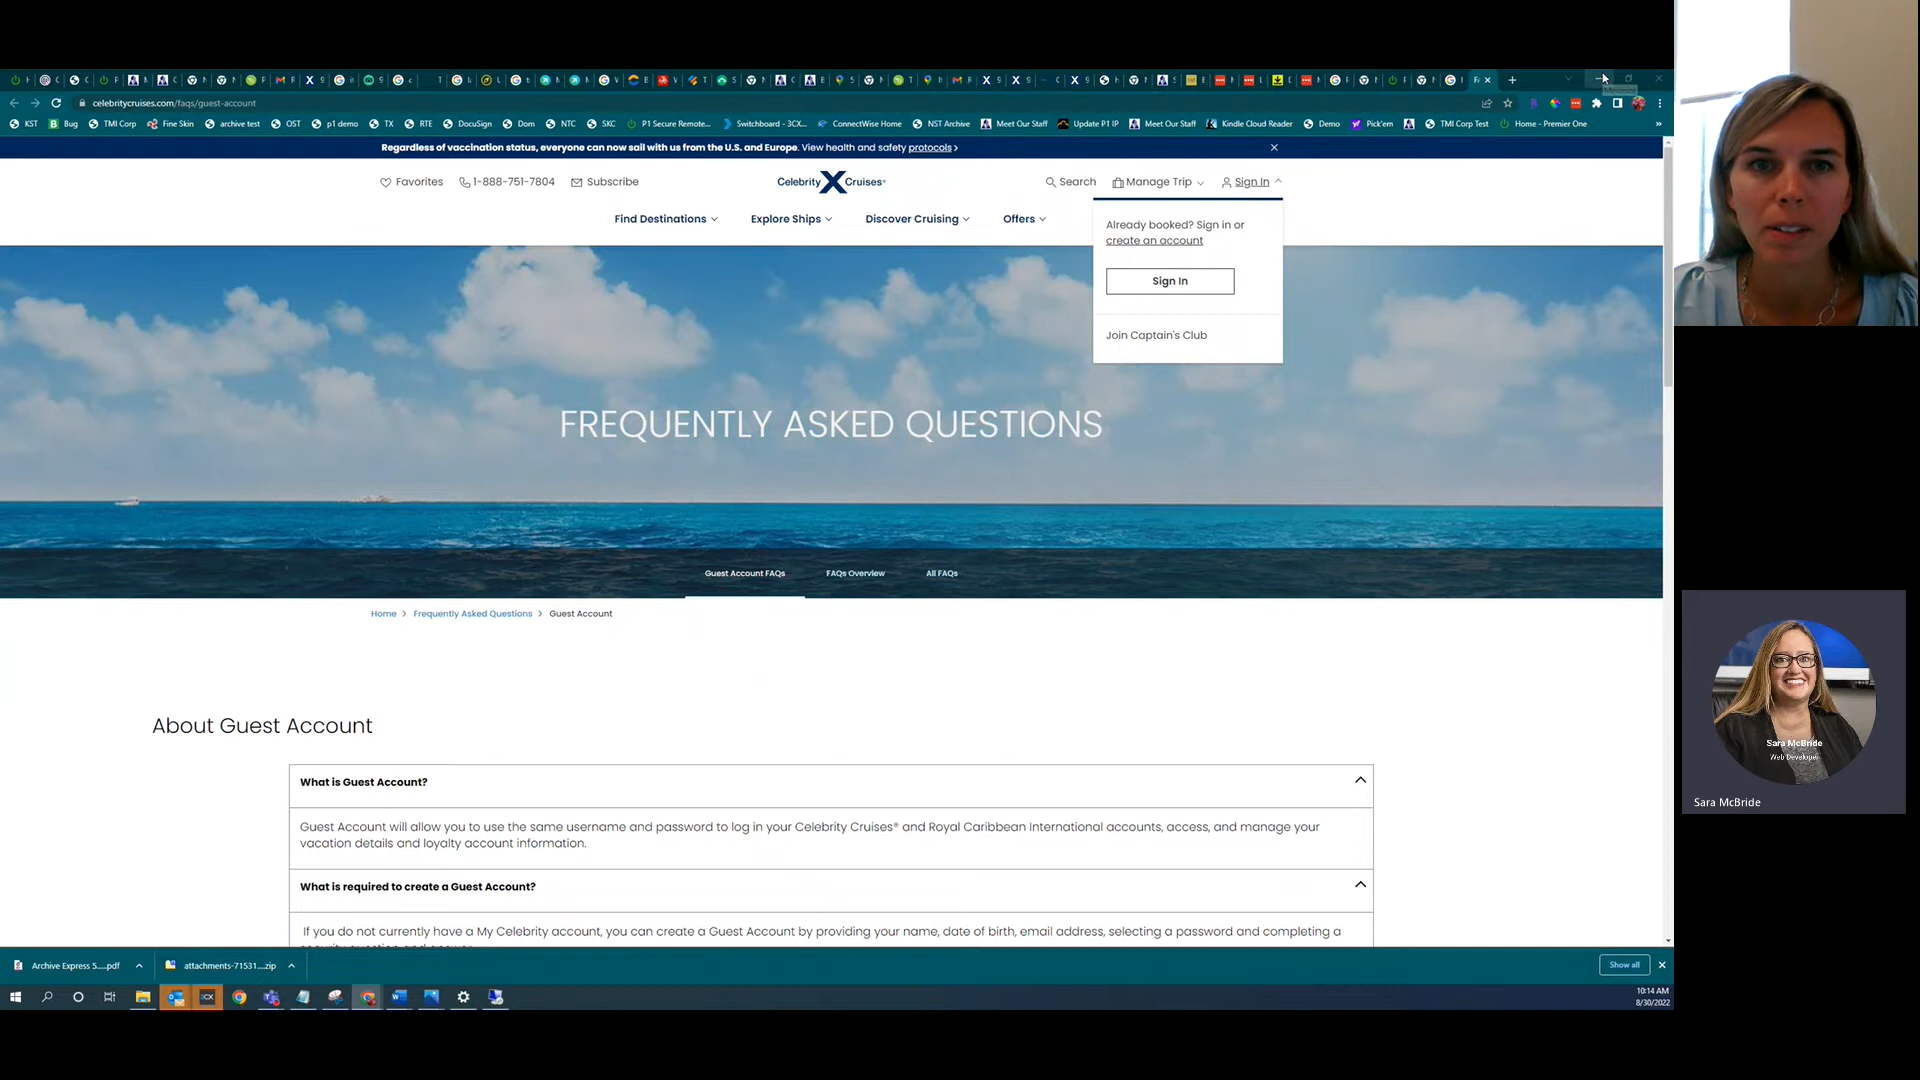 celebritycruises.com/faqs/guest-account
KST Bug TMI Corp Fine Skin archive test OST p1 demo TX RTE DocuSign Dom NTC SKC P1 Secure Remote... Switchboard - 3CX... ConnectWise Home NST Archive Meet Our Staff Update P1 IP Meet Our Staff Kindle Cloud Reader Demo Pick'em TMI Corp Test Home - Premier One »
Regardless of vaccination status, everyone can now sail with us from the U.S. and Europe. View health and safety protocols >
Favorites 1-888-751-7804 Subscribe Celebrity X Cruises® Search Manage Trip Sign In
Find Destinations Explore Ships Discover Cruising Offers
Already booked? Sign in or
create an account
Sign In
Join Captain's Club
FREQUENTLY ASKED QUESTIONS
Guest Account FAQs FAQs Overview All FAQs
Home > Frequently Asked Questions > Guest Account
About Guest Account
What is Guest Account?
Guest Account will allow you to use the same username and password to log in your Celebrity Cruises® and Royal Caribbean International accounts, access, and manage your
vacation details and loyalty account information.
What is required to create a Guest Account?
If you do not currently have a My Celebrity account, you can create a Guest Account by providing your name, date of birth, email address, selecting a password and completing a
Sara McBride
Web Developer
Sara McBride
Archive Express 5.....pdf attachments-71531....zip Show all
10:14 AM
8/30/2022